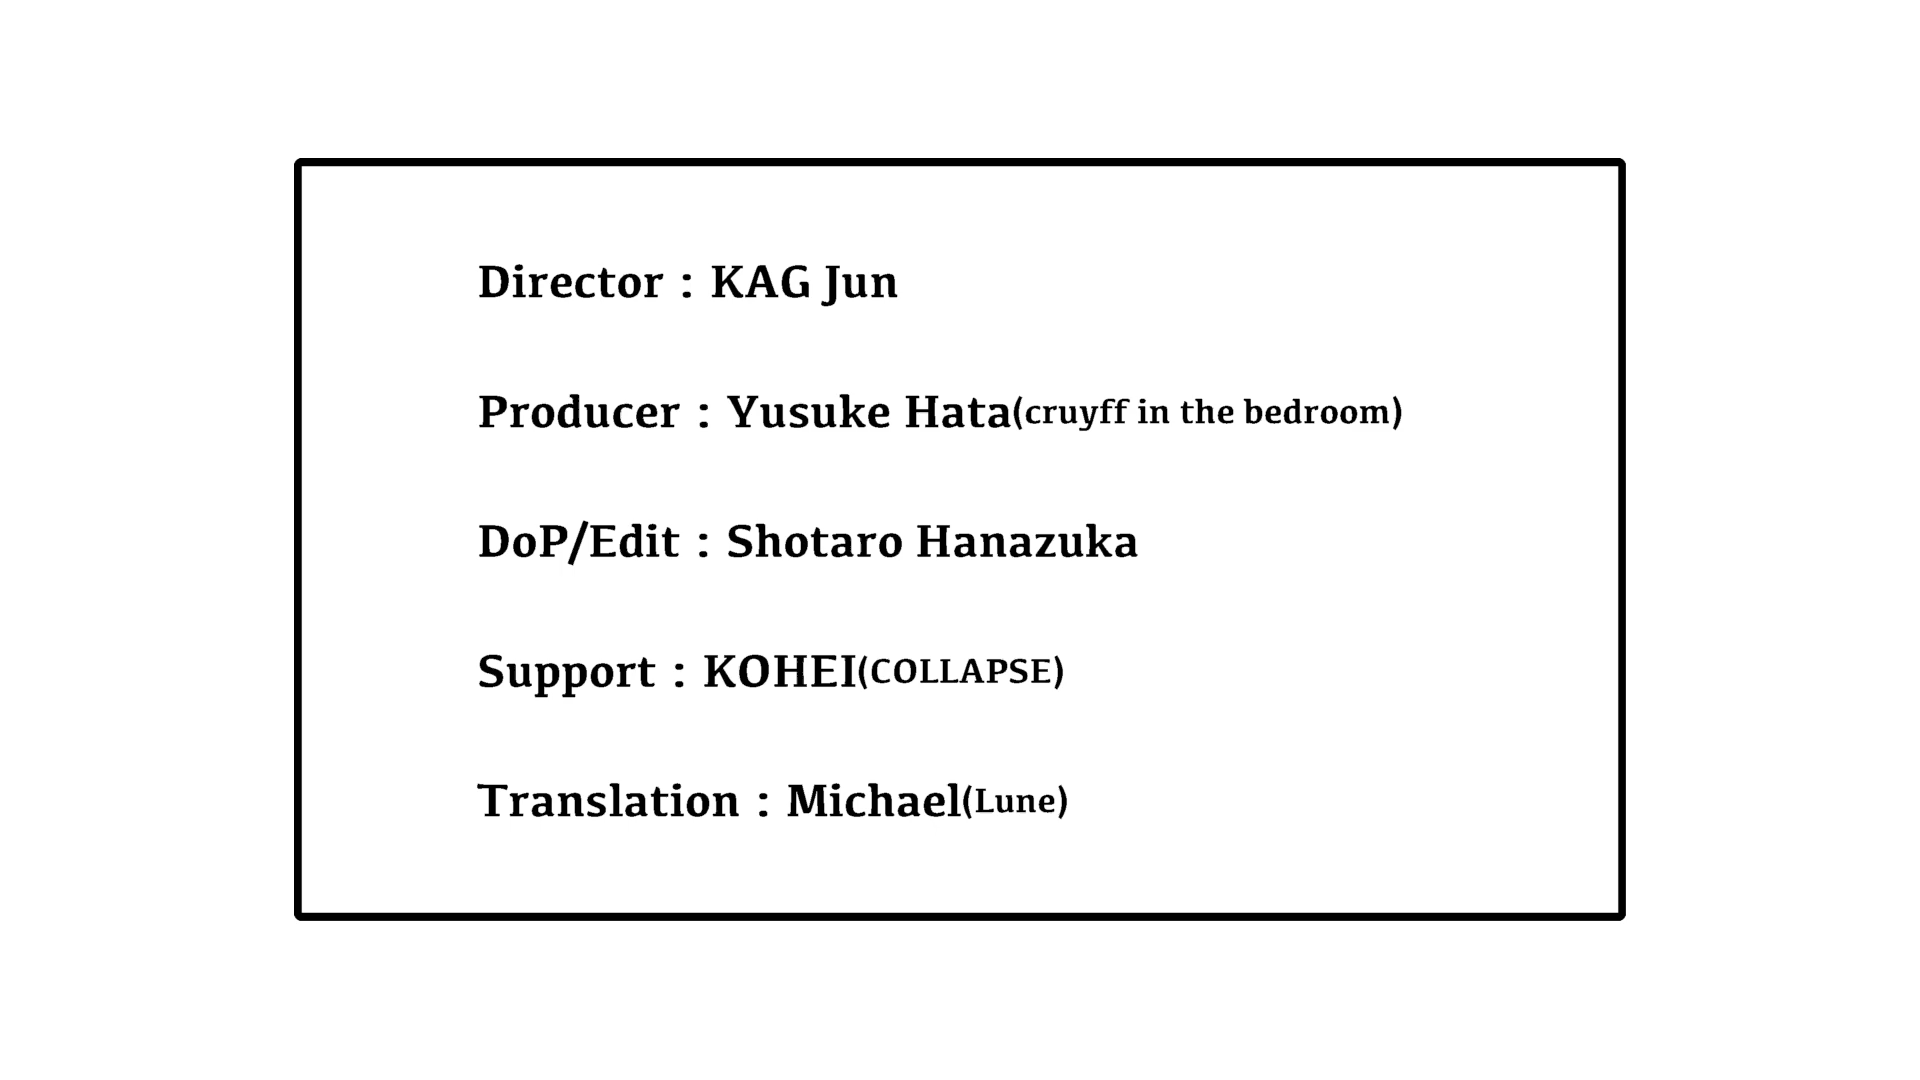 Director : KAG Jun
Producer : Yusuke Hata(cruyff in the bedroom)
DoP/Edit : Shotaro Hanazuka
Support : KOHEI(COLLAPSE)
Translation : Michael(Lune)